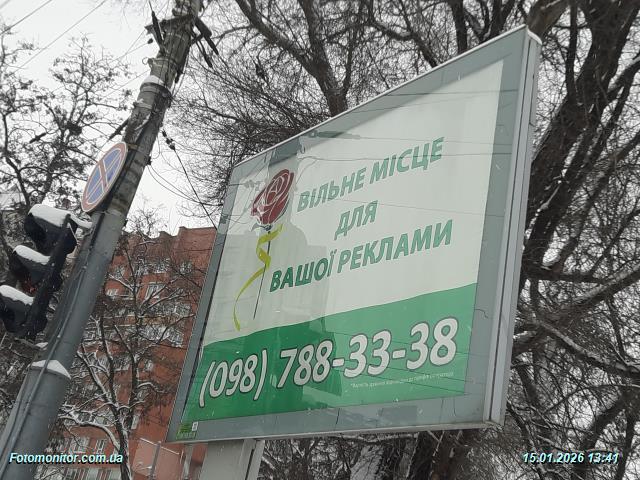 ВІЛЬНЕ МІСЦЕ
ДЛЯ
ВАШОЇ РЕКЛАМИ
(098) 788-33-38
Fotomonitor.com.ua
15.01.2026 13:41